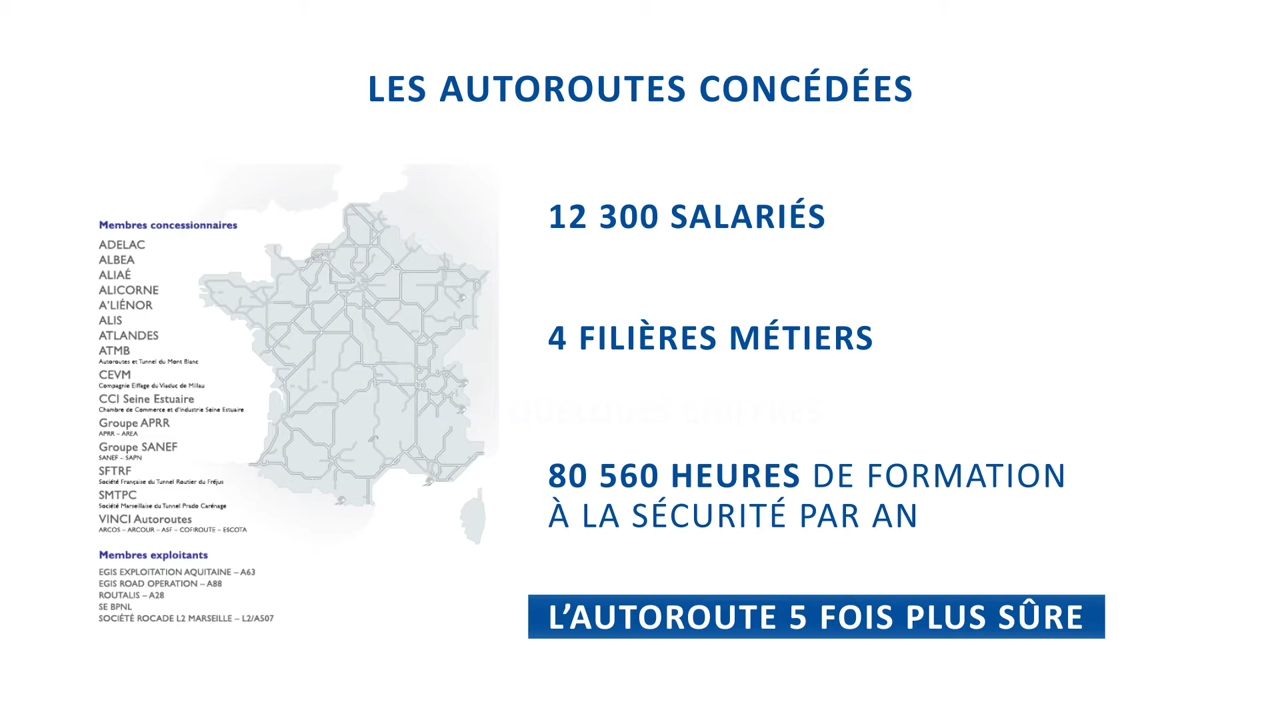 LES AUTOROUTES CONCÉDÉES
Membres concessionnaires
ADELAC
ALBEA
ALIAÉ
ALICORNE
A'LIÉNOR
ALIS
ATLANDES
ATMB
Autoroutes et Tunnel du Mont Blanc
CEVM
Compagnie Eiffage du Viaduc de Millau
CCI Seine Estuaire
Chambre de Commerce et d'Industrie Seine Estuaire
Groupe APRR
APRR – AREA
Groupe SANEF
SANEF – SAPN
SFTRF
Société Française du Tunnel Routier du Fréjus
SMTPC
Société Marseillaise du Tunnel Prado Carénage
VINCI Autoroutes
ARCOS – ARCOUR – ASF – COFIROUTE – ESCOTA
Membres exploitants
EGIS EXPLOITATION AQUITAINE – A63
EGIS ROAD OPERATION – A88
ROUTALIS – A28
SE BPNL
SOCIÉTÉ ROCADE L2 MARSEILLE – L2/A507
12 300 SALARIÉS
4 FILIÈRES MÉTIERS
80 560 HEURES DE FORMATION
À LA SÉCURITÉ PAR AN
L'AUTOROUTE 5 FOIS PLUS SÛRE